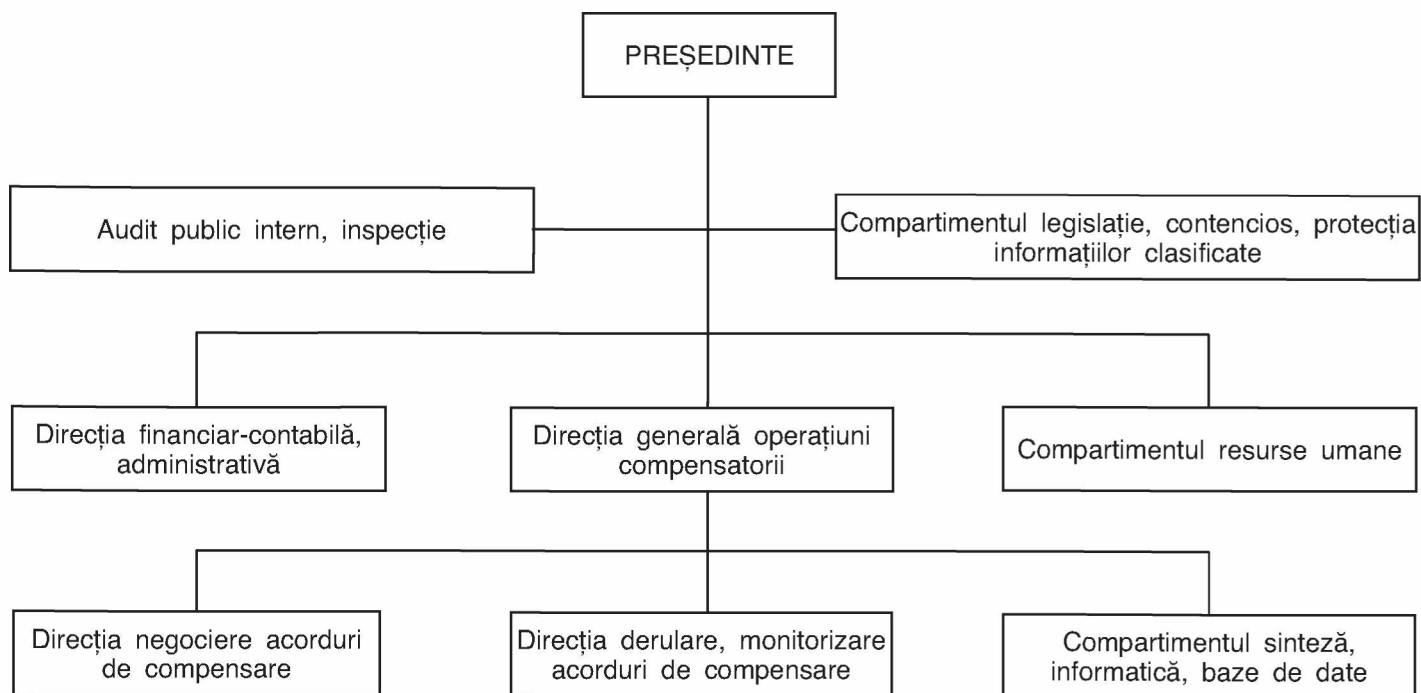 PREȘEDINTE
Audit public intern, inspecție
Compartimentul legislație, contencios, protecția
informațiilor clasificate
Direcția financiar-contabilă,
administrativă
Direcția generală operațiuni
compensatorii
Compartimentul resurse umane
Direcția negociere acorduri
de compensare
Direcția derulare, monitorizare
acorduri de compensare
Compartimentul sinteză,
informatică, baze de date